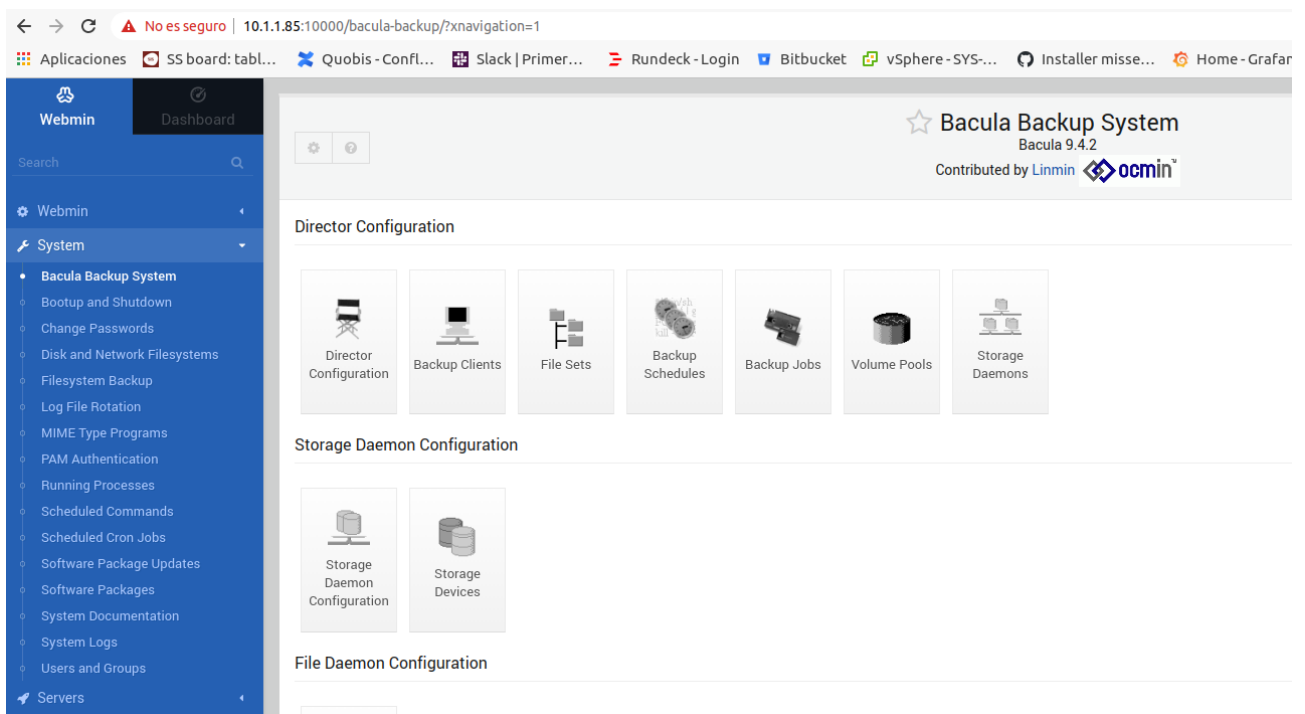 No es seguro | 10.1.1.85:10000/bacula-backup/?xnavigation=1
Aplicaciones SS board: tabl... Quobis - Confl... Slack | Primer... Rundeck - Login Bitbucket vSphere - SYS-... Installer misse... Home - Grafan
Webmin Dashboard
Search
Webmin
System
Bacula Backup System
Bootup and Shutdown
Change Passwords
Disk and Network Filesystems
Filesystem Backup
Log File Rotation
MIME Type Programs
PAM Authentication
Running Processes
Scheduled Commands
Scheduled Cron Jobs
Software Package Updates
Software Packages
System Documentation
System Logs
Users and Groups
Servers
Bacula Backup System
Bacula 9.4.2
Contributed by Linmin ocmin™
Director Configuration
Director
Configuration
Backup Clients
File Sets
Backup
Schedules
Backup Jobs
Volume Pools
Storage
Daemons
Storage Daemon Configuration
Storage
Daemon
Configuration
Storage
Devices
File Daemon Configuration